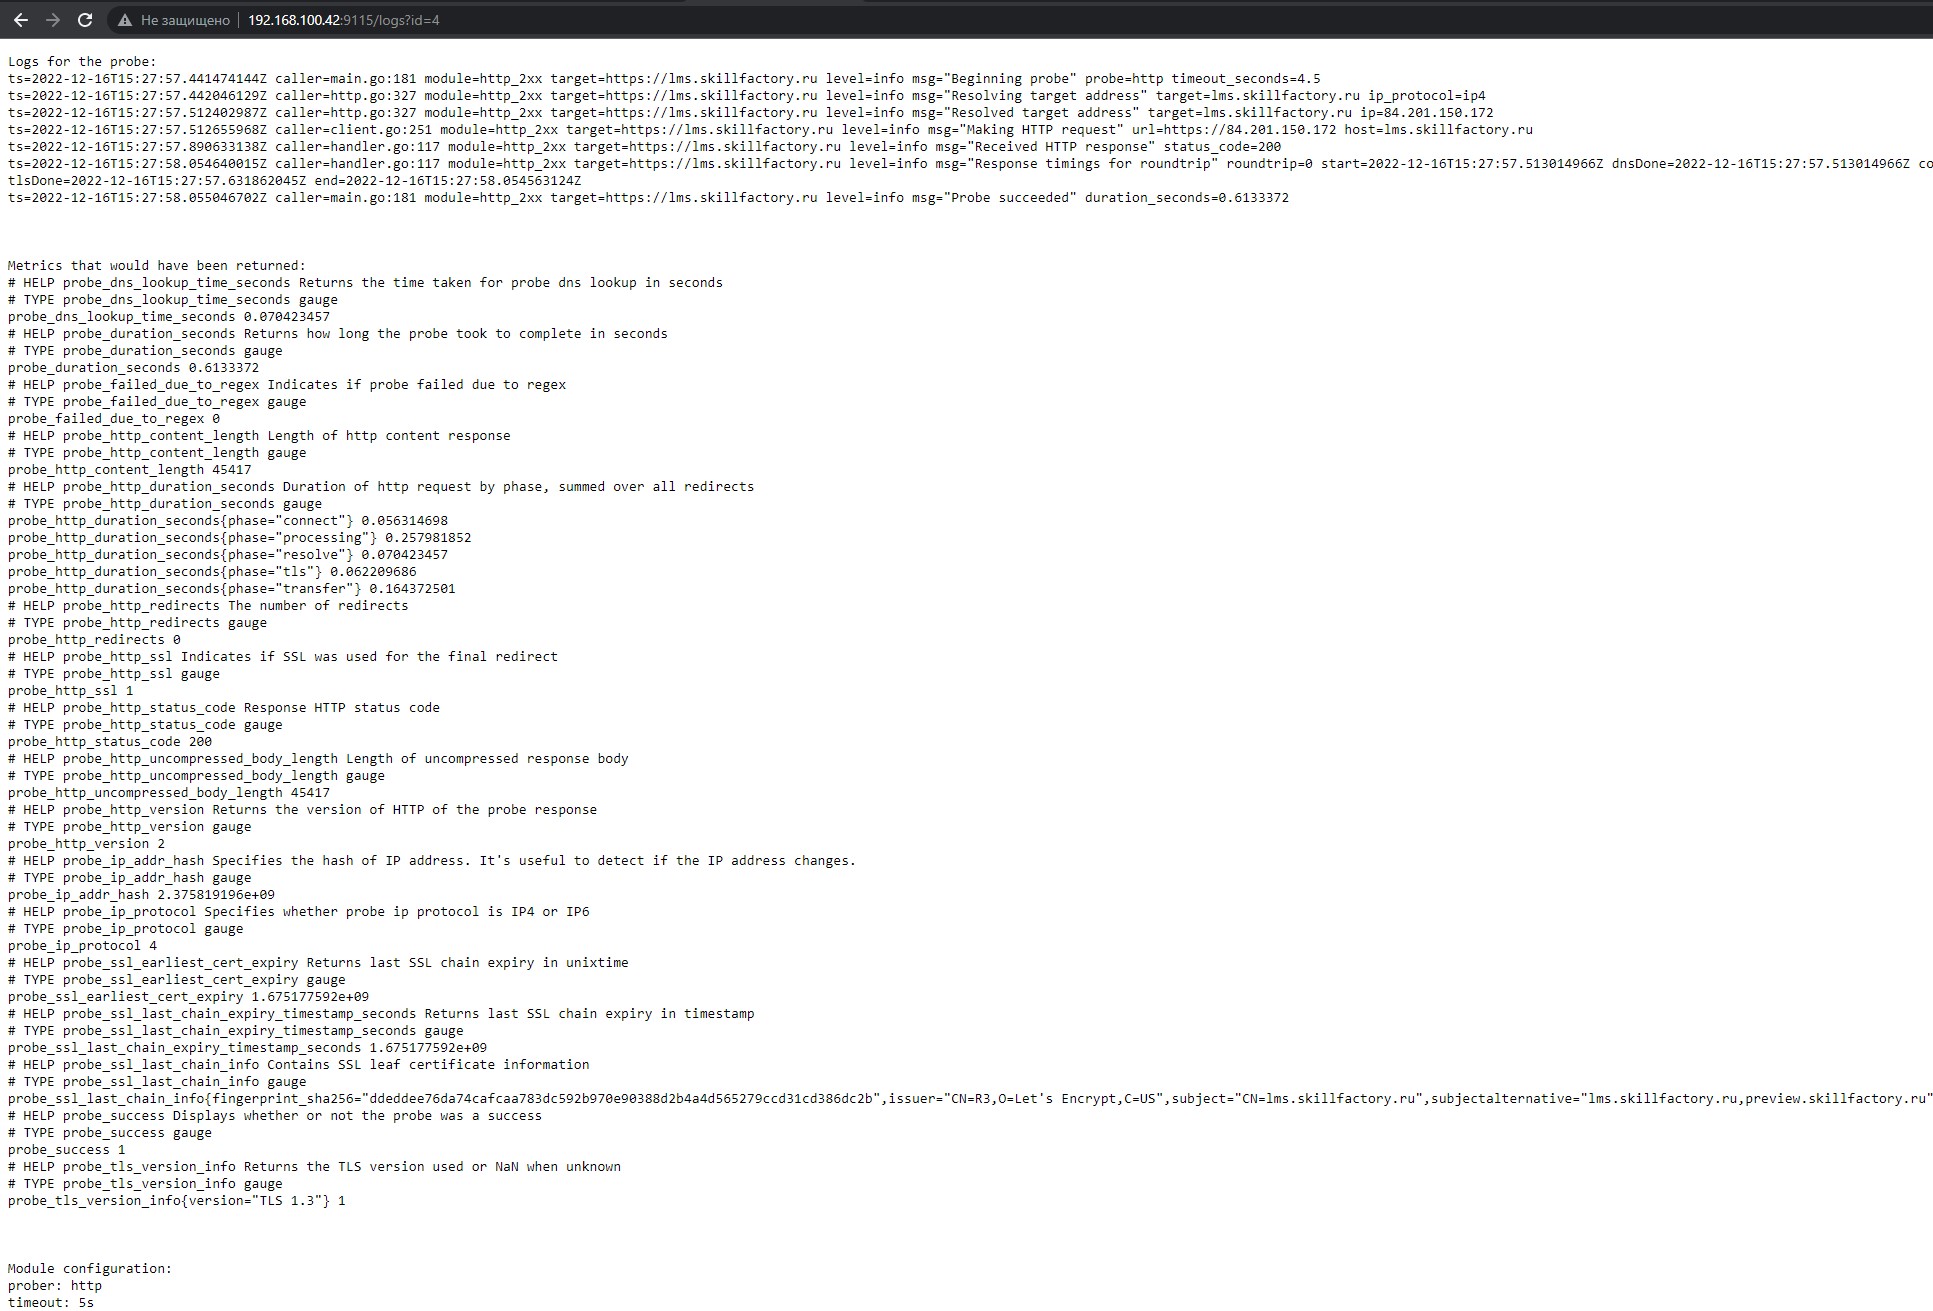 Не защищено | 192.168.100.42:9115/logs?id=4
Logs for the probe:
ts=2022-12-16T15:27:57.441474144Z caller=main.go:181 module=http_2xx target=https://lms.skillfactory.ru level=info msg="Beginning probe" probe=http timeout_seconds=4.5
ts=2022-12-16T15:27:57.442046129Z caller=http.go:327 module=http_2xx target=https://lms.skillfactory.ru level=info msg="Resolving target address" target=lms.skillfactory.ru ip_protocol=ip4
ts=2022-12-16T15:27:57.512402987Z caller=http.go:327 module=http_2xx target=https://lms.skillfactory.ru level=info msg="Resolved target address" target=lms.skillfactory.ru ip=84.201.150.172
ts=2022-12-16T15:27:57.512655968Z caller=client.go:251 module=http_2xx target=https://lms.skillfactory.ru level=info msg="Making HTTP request" url=https://84.201.150.172 host=lms.skillfactory.ru
ts=2022-12-16T15:27:57.890633138Z caller=handler.go:117 module=http_2xx target=https://lms.skillfactory.ru level=info msg="Received HTTP response" status_code=200
ts=2022-12-16T15:27:58.054640015Z caller=handler.go:117 module=http_2xx target=https://lms.skillfactory.ru level=info msg="Response timings for roundtrip" roundtrip=0 start=2022-12-16T15:27:57.513014966Z dnsDone=2022-12-16T15:27:57.513014966Z co
tlsDone=2022-12-16T15:27:57.631862045Z end=2022-12-16T15:27:58.054563124Z
ts=2022-12-16T15:27:58.055046702Z caller=main.go:181 module=http_2xx target=https://lms.skillfactory.ru level=info msg="Probe succeeded" duration_seconds=0.6133372
Metrics that would have been returned:
# HELP probe_dns_lookup_time_seconds Returns the time taken for probe dns lookup in seconds
# TYPE probe_dns_lookup_time_seconds gauge
probe_dns_lookup_time_seconds 0.070423457
# HELP probe_duration_seconds Returns how long the probe took to complete in seconds
# TYPE probe_duration_seconds gauge
probe_duration_seconds 0.6133372
# HELP probe_failed_due_to_regex Indicates if probe failed due to regex
# TYPE probe_failed_due_to_regex gauge
probe_failed_due_to_regex 0
# HELP probe_http_content_length Length of http content response
# TYPE probe_http_content_length gauge
probe_http_content_length 45417
# HELP probe_http_duration_seconds Duration of http request by phase, summed over all redirects
# TYPE probe_http_duration_seconds gauge
probe_http_duration_seconds{phase="connect"} 0.056314698
probe_http_duration_seconds{phase="processing"} 0.257981852
probe_http_duration_seconds{phase="resolve"} 0.070423457
probe_http_duration_seconds{phase="tls"} 0.062209686
probe_http_duration_seconds{phase="transfer"} 0.164372501
# HELP probe_http_redirects The number of redirects
# TYPE probe_http_redirects gauge
probe_http_redirects 0
# HELP probe_http_ssl Indicates if SSL was used for the final redirect
# TYPE probe_http_ssl gauge
probe_http_ssl 1
# HELP probe_http_status_code Response HTTP status code
# TYPE probe_http_status_code gauge
probe_http_status_code 200
# HELP probe_http_uncompressed_body_length Length of uncompressed response body
# TYPE probe_http_uncompressed_body_length gauge
probe_http_uncompressed_body_length 45417
# HELP probe_http_version Returns the version of HTTP of the probe response
# TYPE probe_http_version gauge
probe_http_version 2
# HELP probe_ip_addr_hash Specifies the hash of IP address. It's useful to detect if the IP address changes.
# TYPE probe_ip_addr_hash gauge
probe_ip_addr_hash 2.375819196e+09
# HELP probe_ip_protocol Specifies whether probe ip protocol is IP4 or IP6
# TYPE probe_ip_protocol gauge
probe_ip_protocol 4
# HELP probe_ssl_earliest_cert_expiry Returns last SSL chain expiry in unixtime
# TYPE probe_ssl_earliest_cert_expiry gauge
probe_ssl_earliest_cert_expiry 1.675177592e+09
# HELP probe_ssl_last_chain_expiry_timestamp_seconds Returns last SSL chain expiry in timestamp
# TYPE probe_ssl_last_chain_expiry_timestamp_seconds gauge
probe_ssl_last_chain_expiry_timestamp_seconds 1.675177592e+09
# HELP probe_ssl_last_chain_info Contains SSL leaf certificate information
# TYPE probe_ssl_last_chain_info gauge
probe_ssl_last_chain_info{fingerprint_sha256="ddeddee76da74cafcaa783dc592b970e90388d2b4a4d565279ccd31cd386dc2b",issuer="CN=R3,O=Let's Encrypt,C=US",subject="CN=lms.skillfactory.ru",subjectalternative="lms.skillfactory.ru,preview.skillfactory.ru"
# HELP probe_success Displays whether or not the probe was a success
# TYPE probe_success gauge
probe_success 1
# HELP probe_tls_version_info Returns the TLS version used or NaN when unknown
# TYPE probe_tls_version_info gauge
probe_tls_version_info{version="TLS 1.3"} 1
Module configuration:
prober: http
timeout: 5s